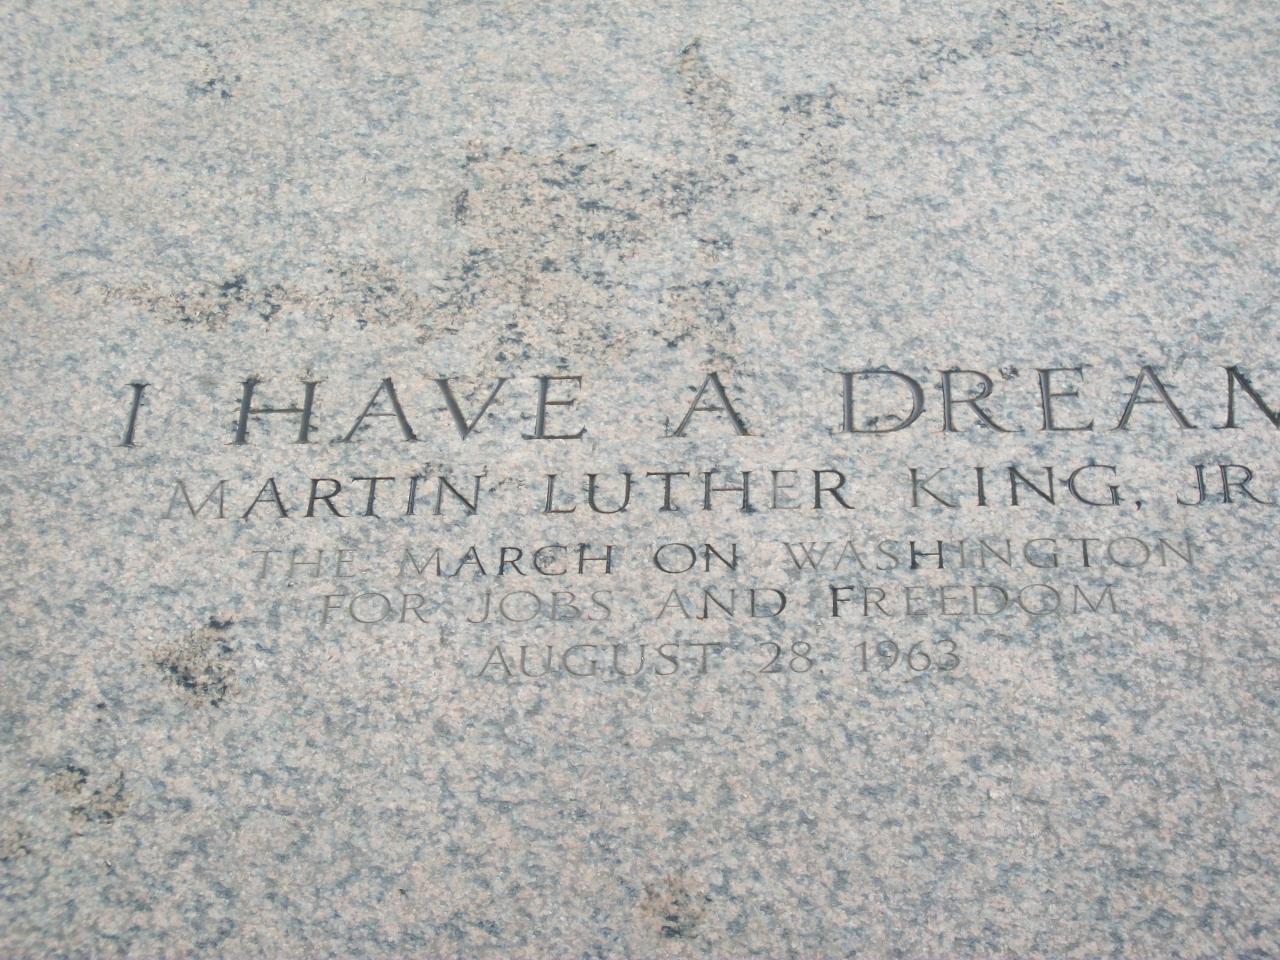 I HAVE A DREAM
MARTIN LUTHER KING, JR
THE MARCH ON WASHINGTON
FOR JOBS AND FREEDOM
AUGUST 28, 1963